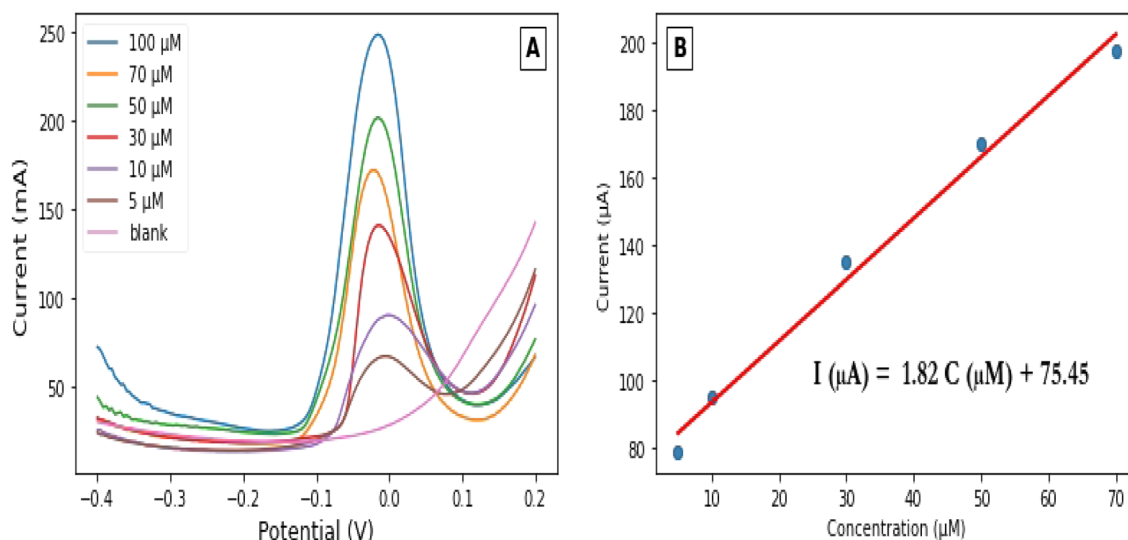 A
250
200
150
100
50
Current (mA)
100 μM
70 μM
50 μM
30 μM
10 μM
5 μM
blank
−0.4
−0.3
−0.2
−0.1
0.0
0.1
0.2
Potential (V)
B
200
180
160
140
120
100
80
Current (μA)
I (μA) = 1.82 C (μM) + 75.45
10
20
30
40
50
60
70
Concentration (μM)